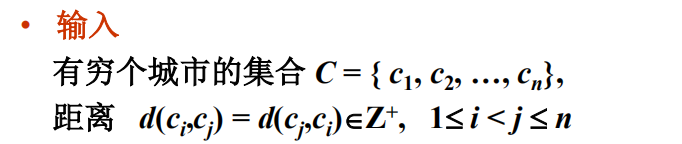 • 输入
有穷个城市的集合 C = { c₁, c₂, …, cₙ},
距离 d(cᵢ,cⱼ) = d(cⱼ,cᵢ)∈Z⁺, 1≤i < j ≤ n